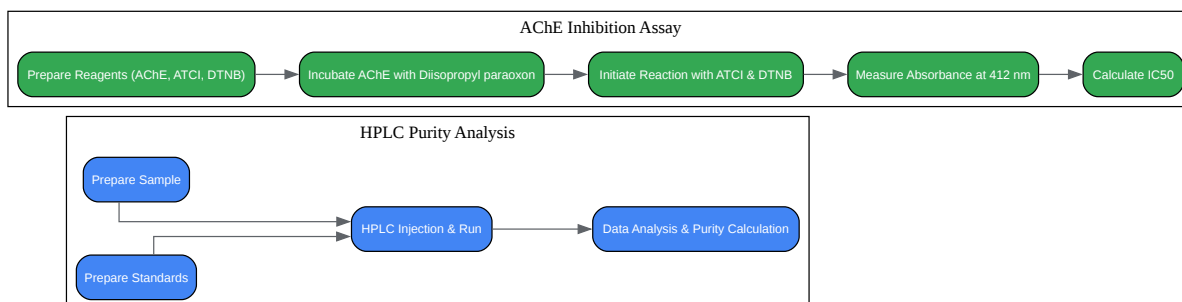 AChE Inhibition Assay
Prepare Reagents (AChE, ATCI, DTNB)
Incubate AChE with Diisopropyl paraoxon
Initiate Reaction with ATCI & DTNB
Measure Absorbance at 412 nm
Calculate IC50
HPLC Purity Analysis
Prepare Sample
Prepare Standards
HPLC Injection & Run
Data Analysis & Purity Calculation